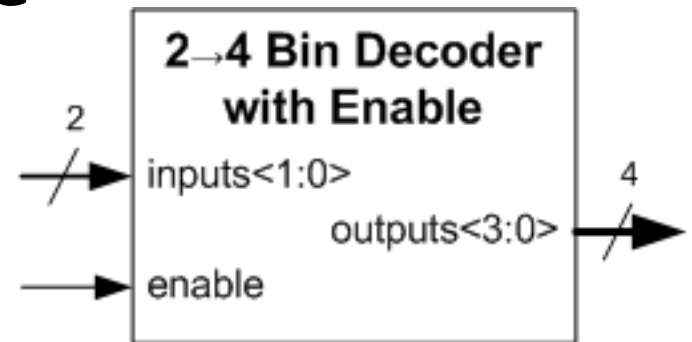 2→4 Bin Decoder
with Enable
2
inputs<1:0>
4
outputs<3:0>
enable